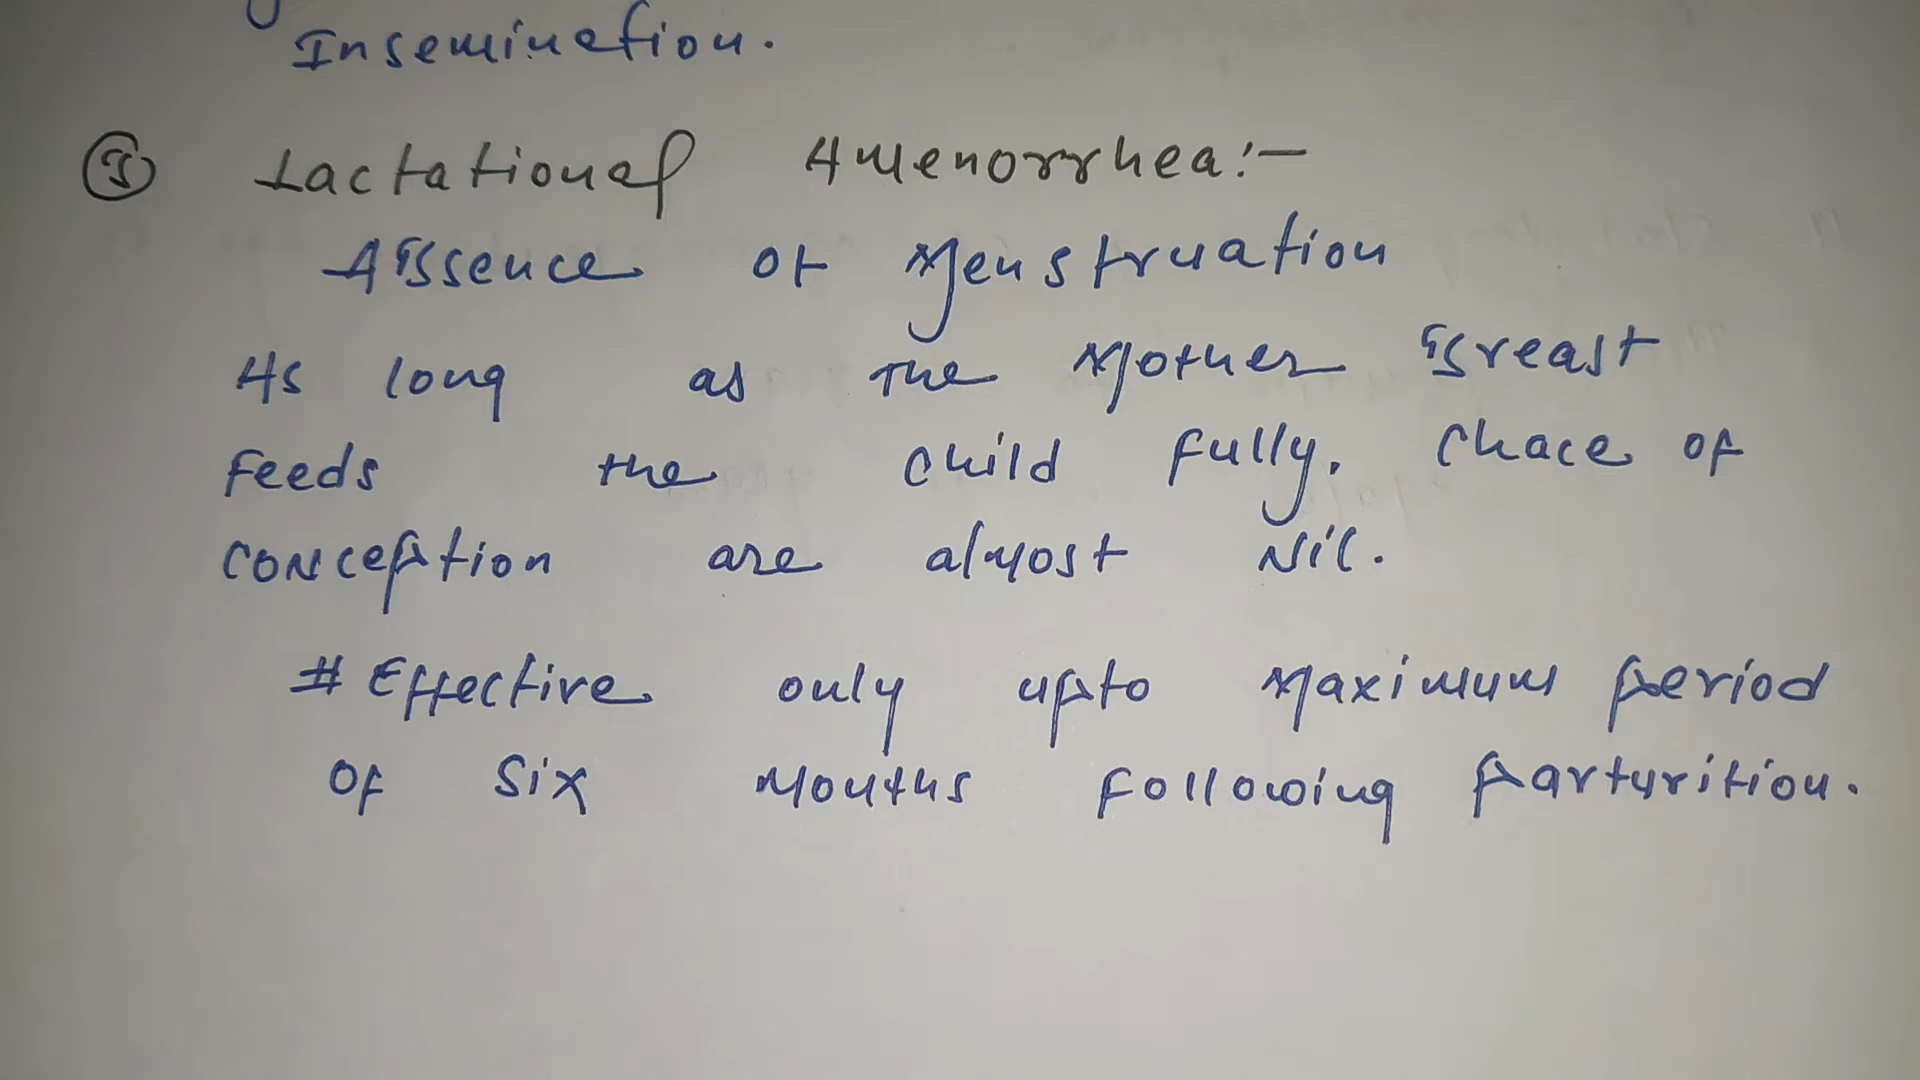 Insemination.
③ Lactational Amenorrhea:-
Absence of Menstruation
As long as the Mother Breast
Feeds the child fully. Chace of
conception are almost Nil.
# Effective only upto Maximum period
of Six Months Following parturition.